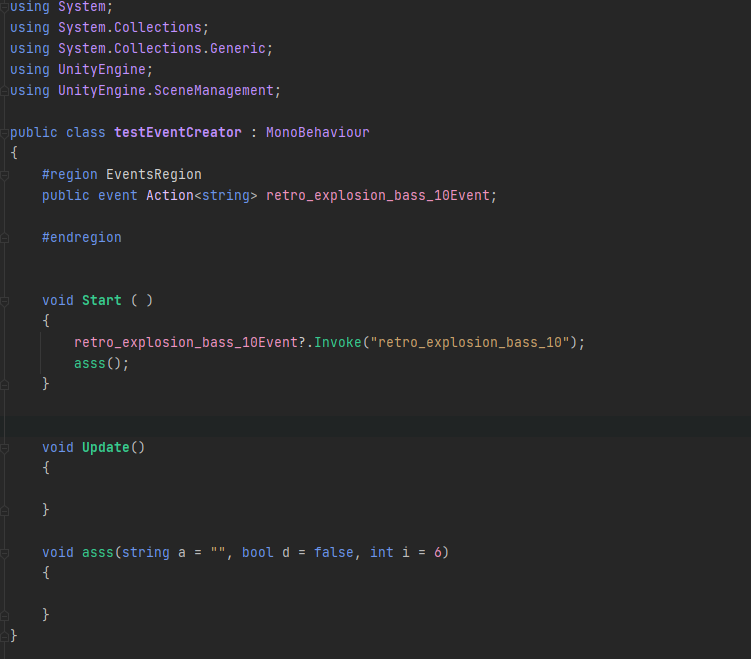 using System;
using System.Collections;
using System.Collections.Generic;
using UnityEngine;
using UnityEngine.SceneManagement;
public class testEventCreator : MonoBehaviour
{
#region EventsRegion
public event Action<string> retro_explosion_bass_10Event;
#endregion
void Start ( )
{
retro_explosion_bass_10Event?.Invoke("retro_explosion_bass_10");
asss();
}
void Update()
{
}
void asss(string a = "", bool d = false, int i = 6)
{
}
}